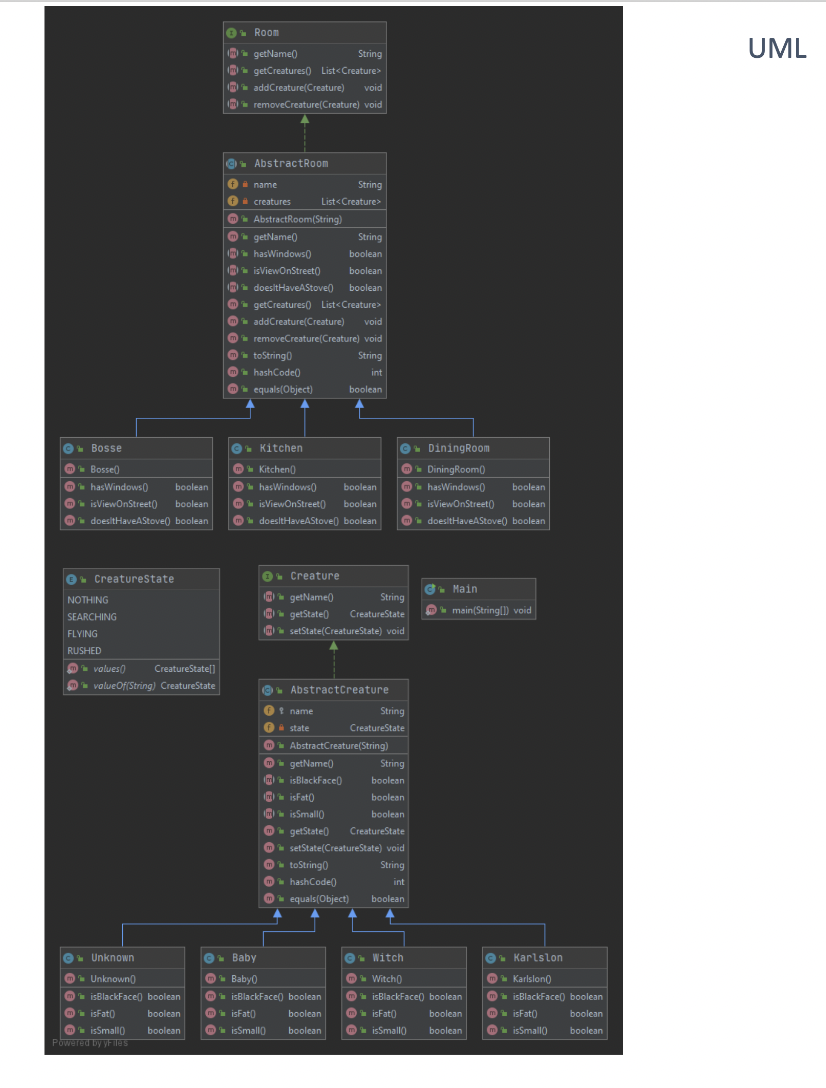 UML
Room
getName() String
getCreatures() List<Creature>
addCreature(Creature) void
removeCreature(Creature) void
AbstractRoom
name String
creatures List<Creature>
AbstractRoom(String)
getName() String
hasWindows() boolean
isViewOnStreet() boolean
doesItHaveAStove() boolean
getCreatures() List<Creature>
addCreature(Creature) void
removeCreature(Creature) void
toString() String
hashCode() int
equals(Object) boolean
Bosse
Bosse()
hasWindows() boolean
isViewOnStreet() boolean
doesItHaveAStove() boolean
Kitchen
Kitchen()
hasWindows() boolean
isViewOnStreet() boolean
doesItHaveAStove() boolean
DiningRoom
DiningRoom()
hasWindows() boolean
isViewOnStreet() boolean
doesItHaveAStove() boolean
CreatureState
NOTHING
SEARCHING
FLYING
RUSHED
values() CreatureState[]
valueOf(String) CreatureState
Creature
getName() String
getState() CreatureState
setState(CreatureState) void
Main
main(String[]) void
AbstractCreature
name String
state CreatureState
AbstractCreature(String)
getName() String
isBlackFace() boolean
isFat() boolean
isSmall() boolean
getState() CreatureState
setState(CreatureState) void
toString() String
hashCode() int
equals(Object) boolean
Unknown
Unknown()
isBlackFace() boolean
isFat() boolean
isSmall() boolean
Baby
Baby()
isBlackFace() boolean
isFat() boolean
isSmall() boolean
Witch
Witch()
isBlackFace() boolean
isFat() boolean
isSmall() boolean
Karlslon
Karlslon()
isBlackFace() boolean
isFat() boolean
isSmall() boolean
Powered by yFiles